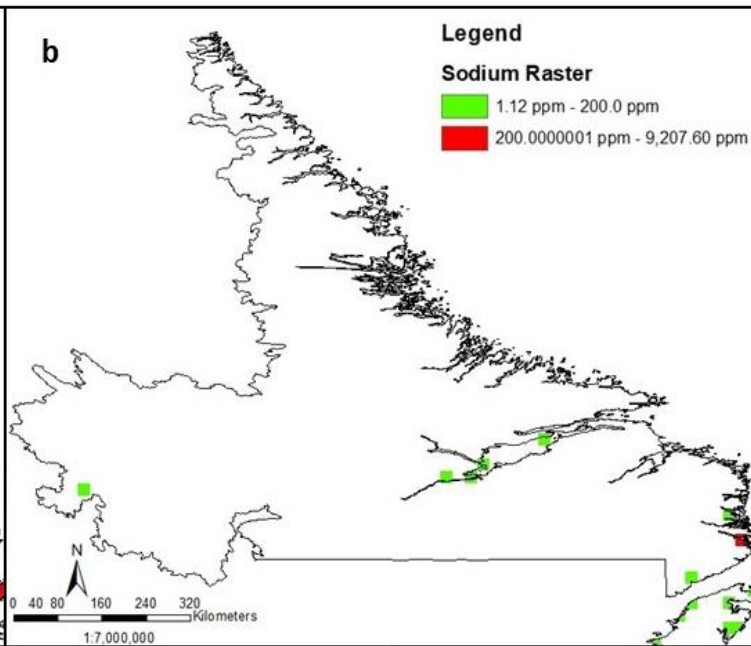 b
Legend
Sodium Raster
1.12 ppm - 200.0 ppm
200.0000001 ppm - 9,207.60 ppm
N
0 40 80 160 240 320
Kilometers
1:7,000,000